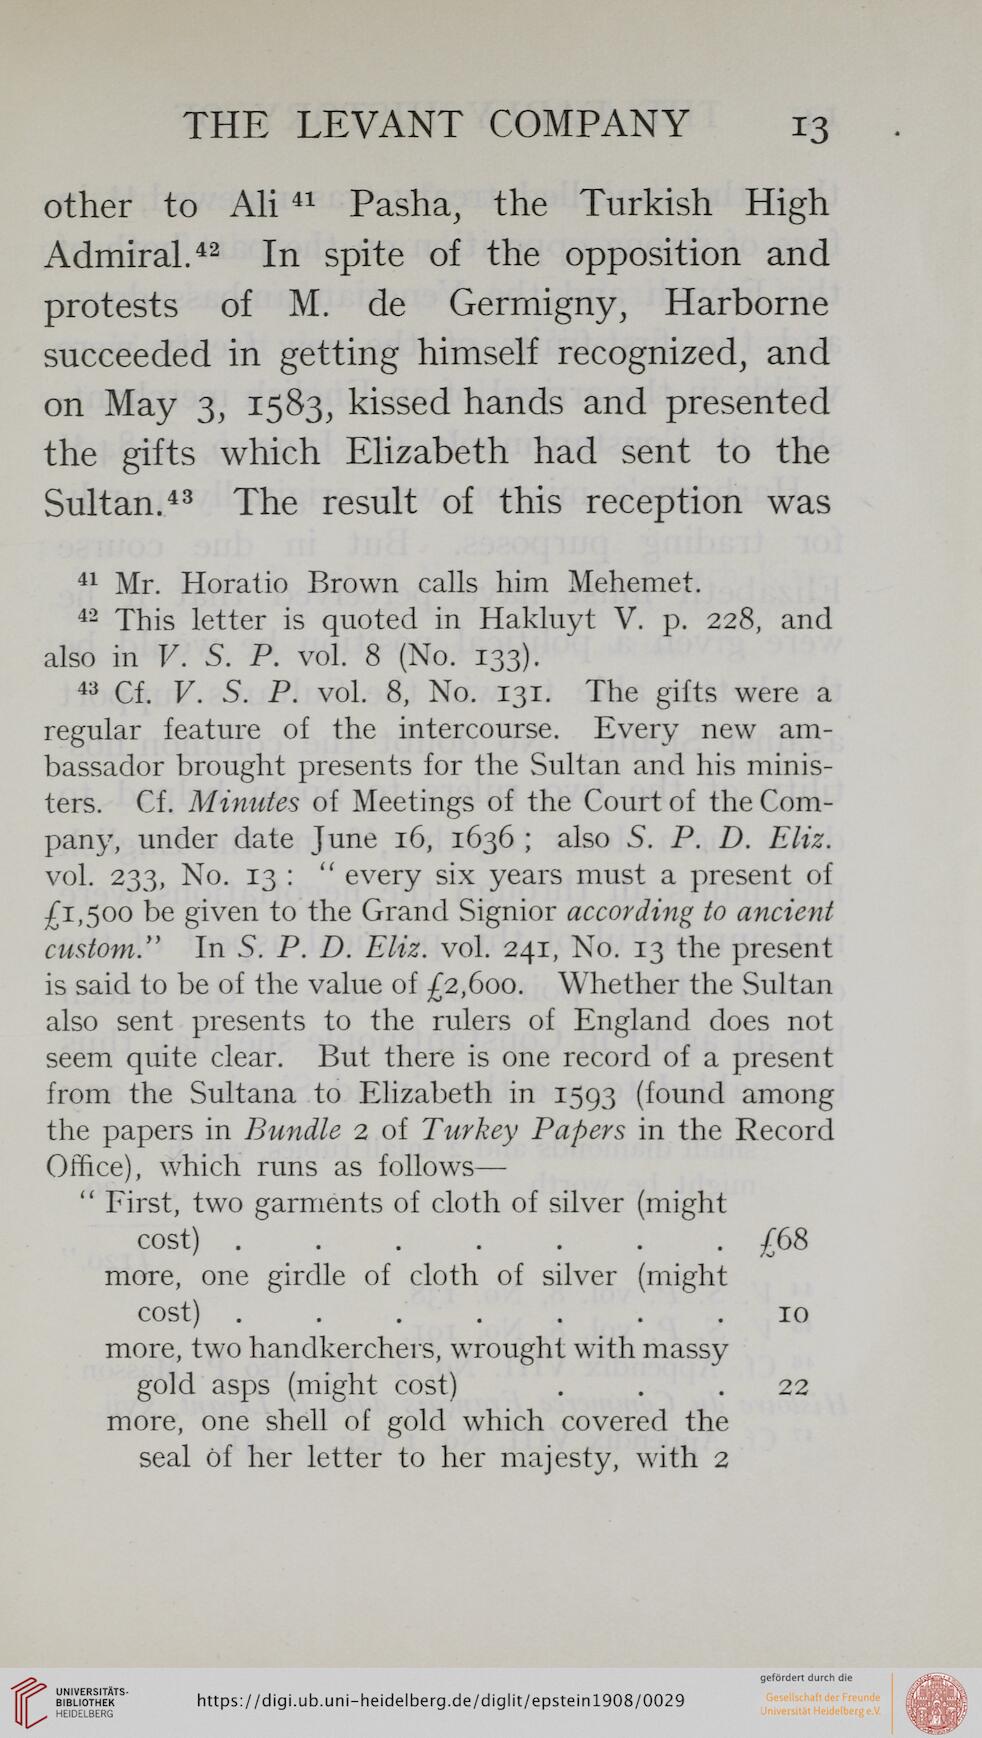 THE LEVANT COMPANY 13
other to Ali 41 Pasha, the Turkish High
Admiral.42 In spite of the opposition and
protests of M. de Germigny, Harborne
succeeded in getting himself recognized, and
on May 3, 1583, kissed hands and presented
the gifts which Elizabeth had sent to the
Sultan.43 The result of this reception was
41 Mr. Horatio Brown calls him Mehemet.
42 This letter is quoted in Hakluyt V. p. 228, and
also in V. S. P. vol. 8 (No. 133).
43 Cf. V. S. P. vol. 8, No. 131. The gifts were a
regular feature of the intercourse. Every new am-
bassador brought presents for the Sultan and his minis-
ters. Cf. Minutes of Meetings of the Court of the Com-
pany, under date June 16, 1636 ; also S. P. D. Eliz.
vol. 233, No. 13 : “ every six years must a present of
£1,500 be given to the Grand Signior according to ancient
custom.” In S. P. D. Eliz. vol. 241, No. 13 the present
is said to be of the value of £2,600. Whether the Sultan
also sent presents to the rulers of England does not
seem quite clear. But there is one record of a present
from the Sultana to Elizabeth in 1593 (found among
the papers in Bundle 2 of Turkey Papers in the Record
Office), which runs as follows—
“ First, two garments of cloth of silver (might
cost) . . . . . . . £68
more, one girdle of cloth of silver (might
cost) . . . . . . . 10
more, two handkerchers, wrought with massy
gold asps (might cost) . . . 22
more, one shell of gold which covered the
seal of her letter to her majesty, with 2
UNIVERSITÄTS-
BIBLIOTHEK
HEIDELBERG
https://digi.ub.uni-heidelberg.de/diglit/epstein1908/0029
gefördert durch die
Gesellschaft der Freunde
Universität Heidelberg e.V.